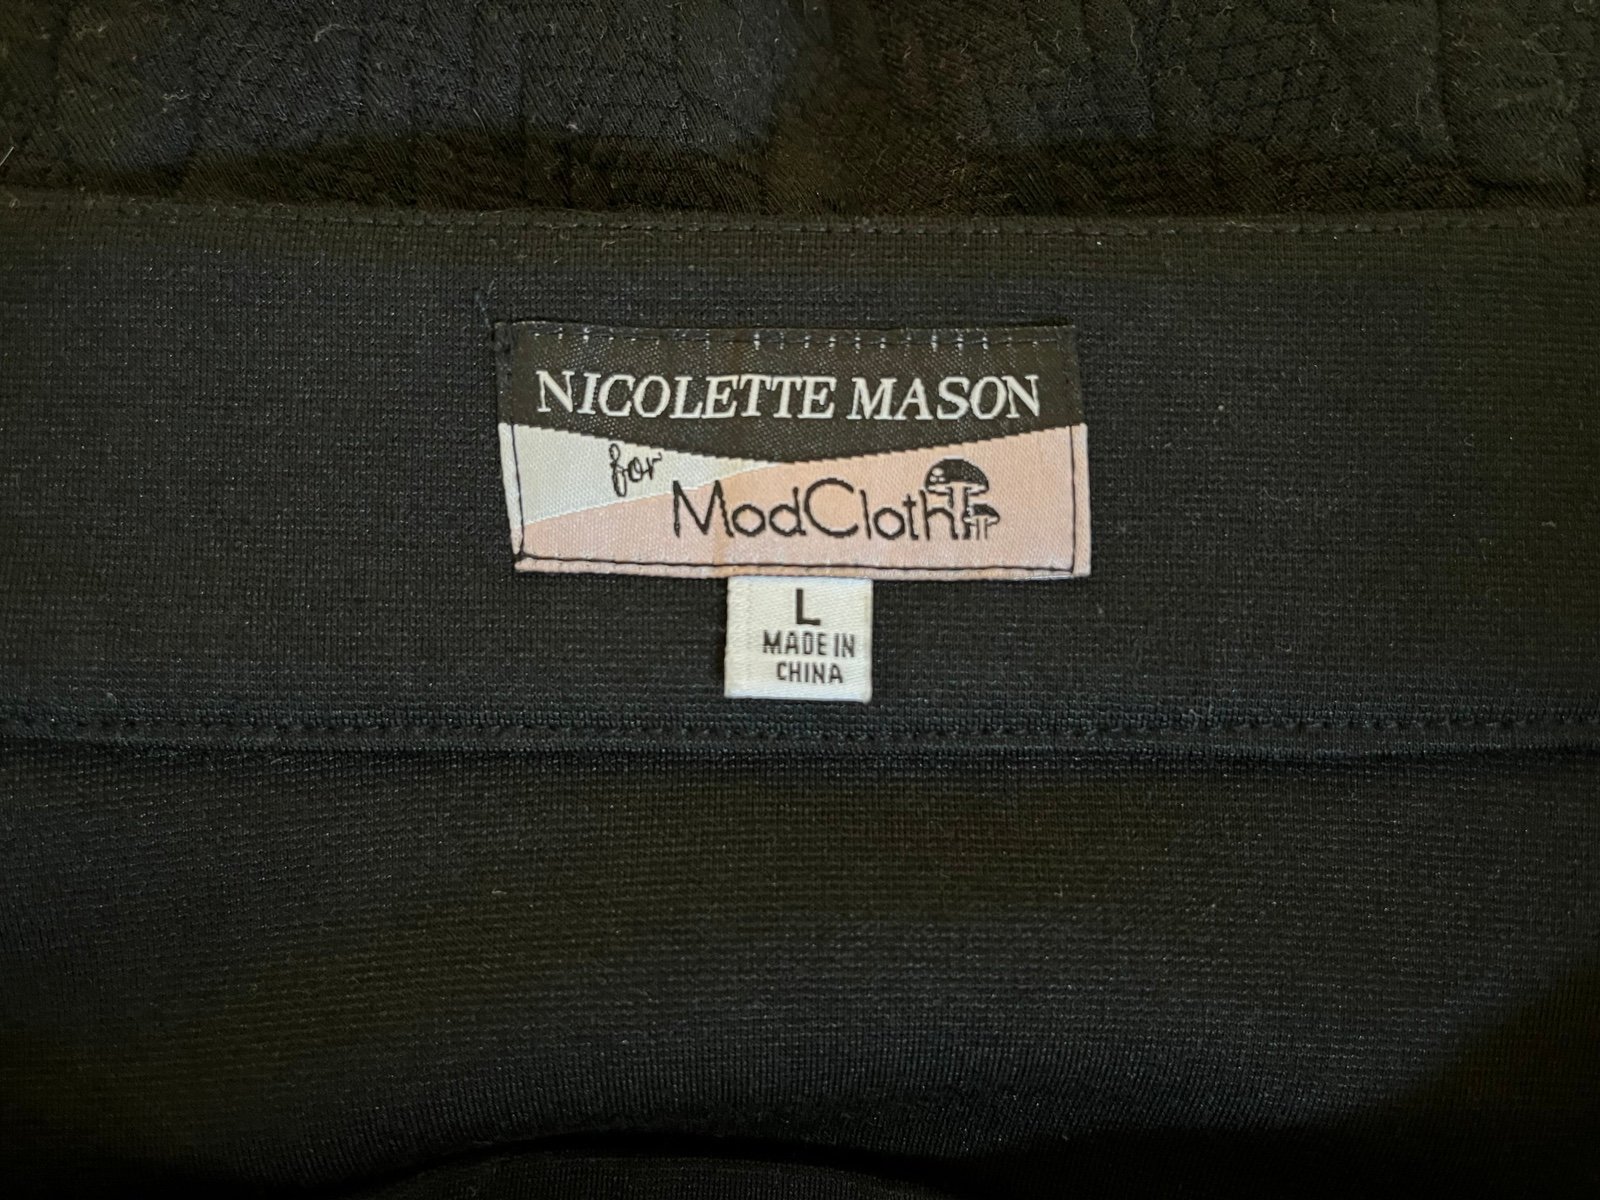 NICOLETTE MASON
for
ModCloth
L
MADE IN
CHINA